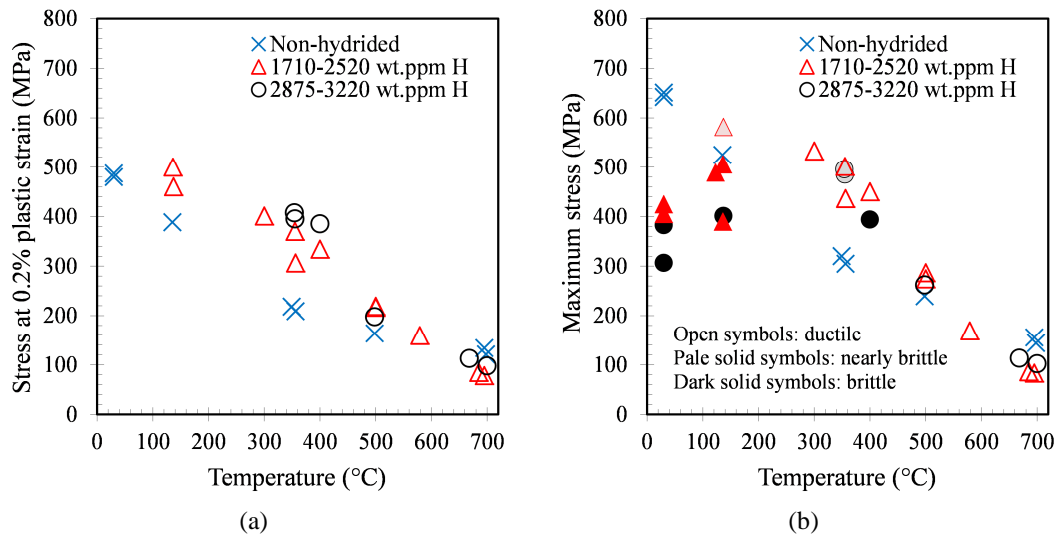 (a)
800
700
600
500
400
300
200
100
0
Stress at 0.2% plastic strain (MPa)
Non-hydrided
1710-2520 wt.ppm H
2875-3220 wt.ppm H
0 100 200 300 400 500 600 700
Temperature (°C)
(a)
(b)
800
700
600
500
400
300
200
100
0
Maximum stress (MPa)
Non-hydrided
1710-2520 wt.ppm H
2875-3220 wt.ppm H
Opcn symbols: ductilc
Pale solid symbols: nearly brittle
Dark solid symbols: brittle
0 100 200 300 400 500 600 700
Temperature (°C)
(b)